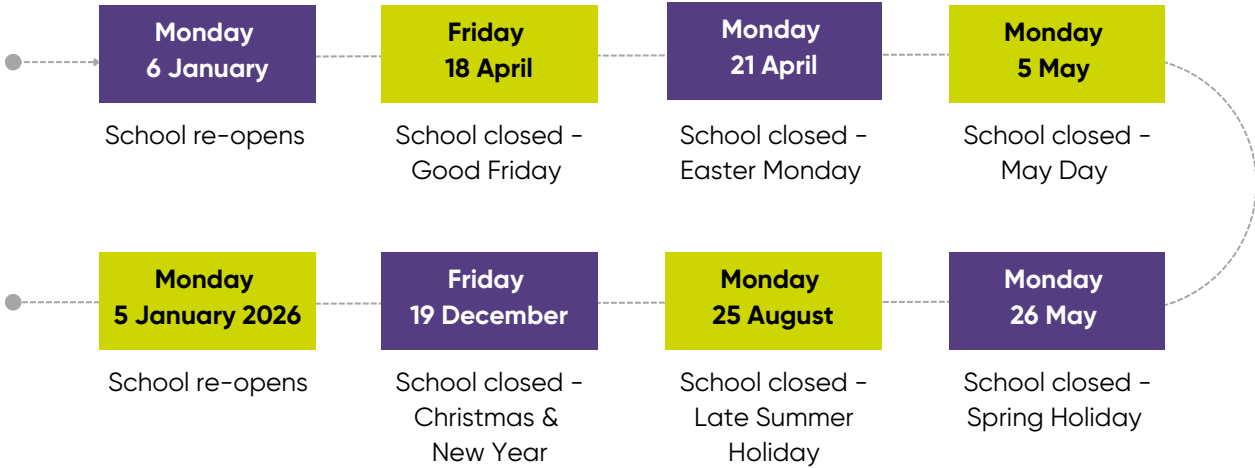 Monday
6 January
School re-opens
Friday
18 April
School closed -
Good Friday
Monday
21 April
School closed -
Easter Monday
Monday
5 May
School closed -
May Day
Monday
26 May
School closed -
Spring Holiday
Monday
25 August
School closed -
Late Summer
Holiday
Friday
19 December
School closed -
Christmas &
New Year
Monday
5 January 2026
School re-opens